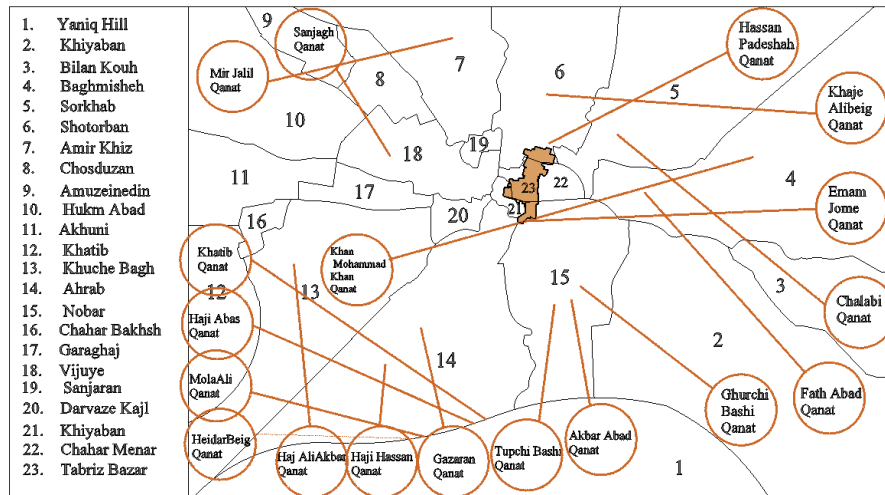 1. Yaniq Hill
2. Khiyaban
3. Bilan Kouh
4. Baghmisheh
5. Sorkhab
6. Shotorban
7. Amir Khiz
8. Chosduzan
9. Amuzeinedin
10. Hukm Abad
11. Akhuni
12. Khatib
13. Khuche Bagh
14. Ahrab
15. Nobar
16. Chahar Bakhsh
17. Garaghaj
18. Vijuye
19. Sanjaran
20. Darvaze Kajl
21. Khiyaban
22. Chahar Menar
23. Tabriz Bazar
9
Sanjagh
Qanat
Mir Jalil
Qanat
8
7
6
5
Hassan
Padeshah
Qanat
Khaje
Alibeig
Qanat
10
18
19
11
17
16
20
21
22
23
4
Emam
Jome
Qanat
Khatib
Qanat
12
Khan
Mohammad
Khan
Qanat
13
15
3
Chalabi
Qanat
Haji Abas
Qanat
14
2
MolaAli
Qanat
Ghurchi
Bashi
Qanat
Fath Abad
Qanat
HeidarBeig
Qanat
Haj AliAkbar
Qanat
Haji Hassan
Qanat
Gazaran
Qanat
Tupchi Bashi
Qanat
Akbar Abad
Qanat
1